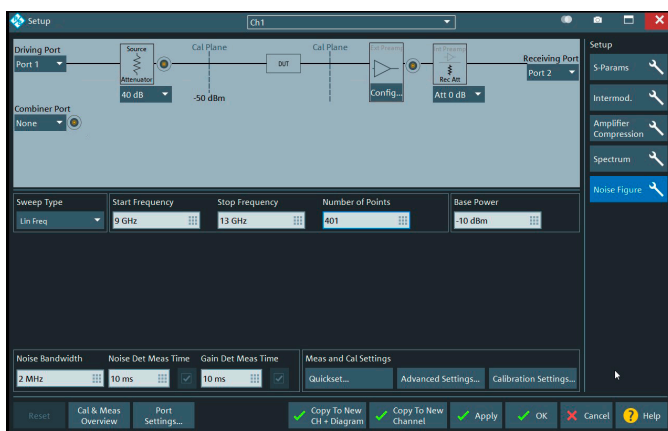 Setup
Ch1
Driving Port
Port 1
Source
Attenuator
40 dB
Cal Plane
-50 dBm
DUT
Cal Plane
Ext Preamp
Config...
Rec Att
Att 0 dB
Receiving Port
Port 2
Combiner Port
None
Setup
S-Params
Intermod.
Amplifier
Compression
Spectrum
Noise Figure
Sweep Type
Lin Freq
Start Frequency
9 GHz
Stop Frequency
13 GHz
Number of Points
401
Base Power
-10 dBm
Noise Bandwidth
2 MHz
Noise Det Meas Time
10 ms
Gain Det Meas Time
10 ms
Meas and Cal Settings
Quickset...
Advanced Settings...
Calibration Settings...
Reset
Cal & Meas
Overview
Port
Settings...
Copy To New
CH + Diagram
Copy To New
Channel
Apply
OK
Cancel
Help